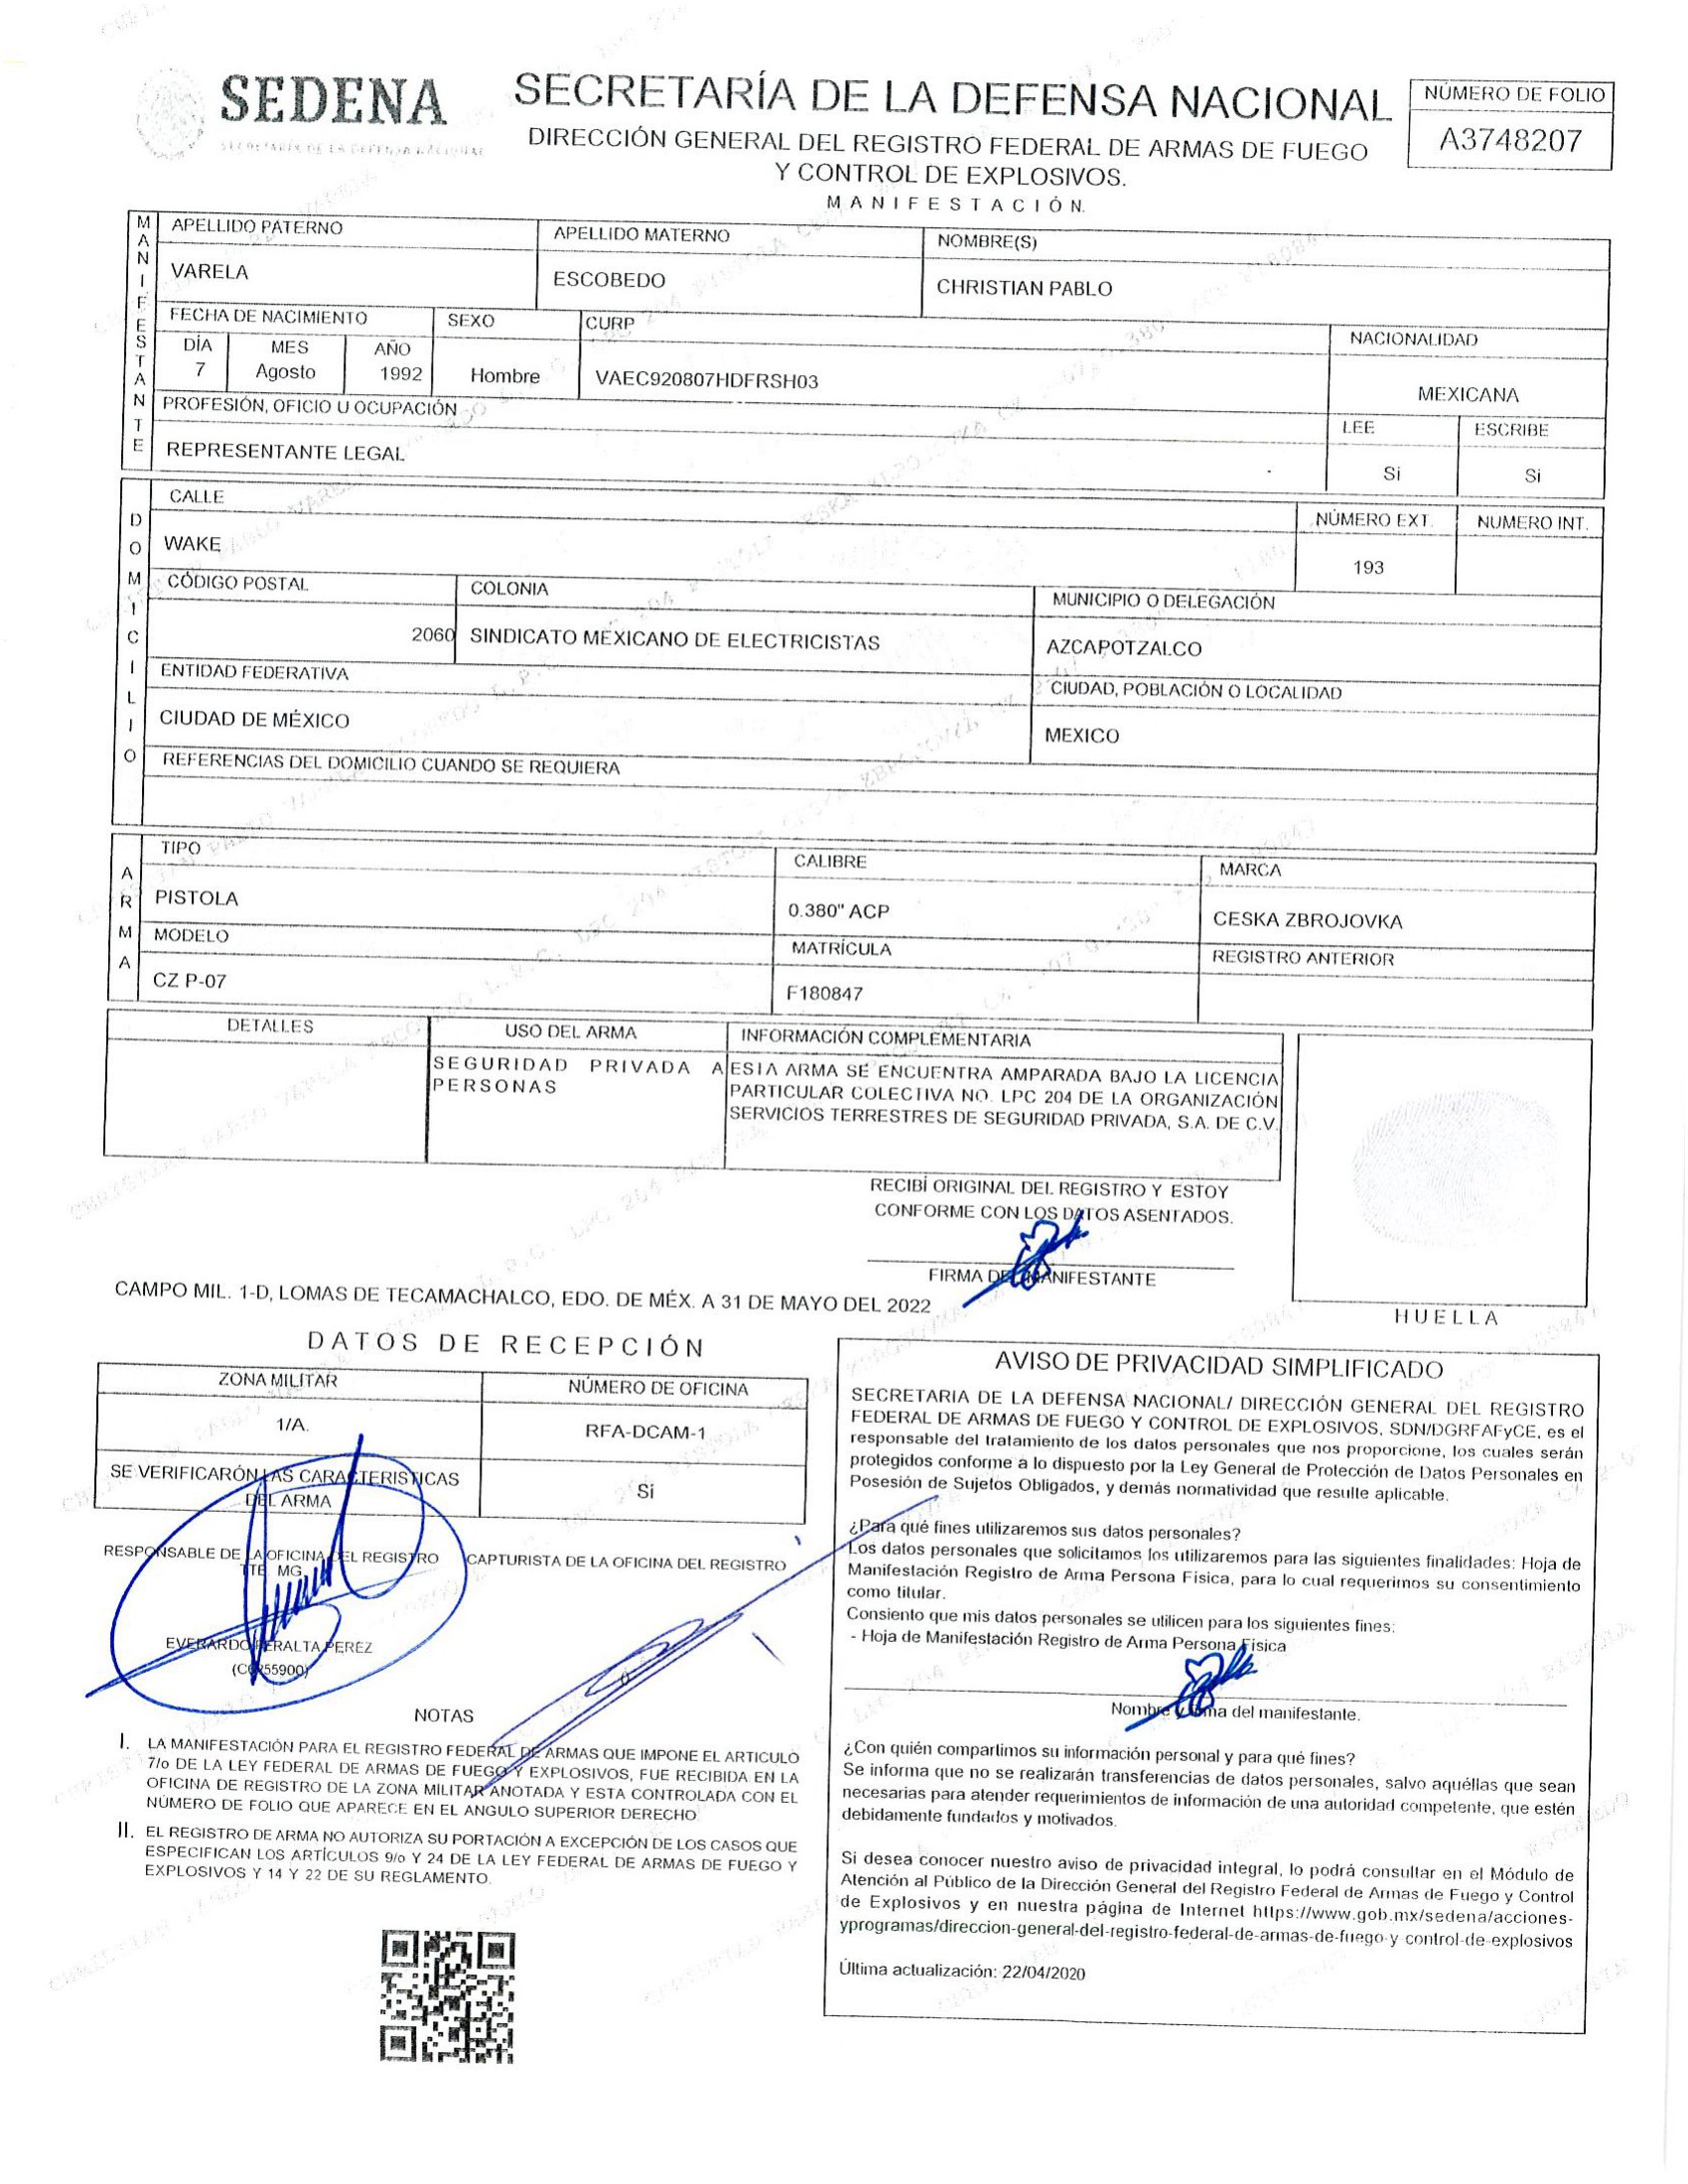 SEDENA
SECRETARÍA DE LA DEFENSA NACIONAL
SECRETARÍA DE LA DEFENSA NACIONAL
DIRECCIÓN GENERAL DEL REGISTRO FEDERAL DE ARMAS DE FUEGO
Y CONTROL DE EXPLOSIVOS.
MANIFESTACIÓN.
NÚMERO DE FOLIO
A3748207
MANIFESTANTE
APELLIDO PATERNO
APELLIDO MATERNO
NOMBRE(S)
VARELA
ESCOBEDO
CHRISTIAN PABLO
FECHA DE NACIMIENTO
SEXO
CURP
NACIONALIDAD
DÍA
MES
AÑO
7
Agosto
1992
Hombre
VAEC920807HDFRSH03
MEXICANA
PROFESIÓN, OFICIO U OCUPACIÓN
LEE
ESCRIBE
REPRESENTANTE LEGAL
Si
Si
DOMICILIO
CALLE
NÚMERO EXT.
NUMERO INT.
WAKE
193
CÓDIGO POSTAL
COLONIA
MUNICIPIO O DELEGACIÓN
2060
SINDICATO MEXICANO DE ELECTRICISTAS
AZCAPOTZALCO
ENTIDAD FEDERATIVA
CIUDAD, POBLACIÓN O LOCALIDAD
CIUDAD DE MÉXICO
MEXICO
REFERENCIAS DEL DOMICILIO CUANDO SE REQUIERA
ARMA
TIPO
CALIBRE
MARCA
PISTOLA
0.380" ACP
CESKA ZBROJOVKA
MODELO
MATRÍCULA
REGISTRO ANTERIOR
CZ P-07
F180847
DETALLES
USO DEL ARMA
INFORMACIÓN COMPLEMENTARIA
SEGURIDAD PRIVADA A
PERSONAS
ESTA ARMA SE ENCUENTRA AMPARADA BAJO LA LICENCIA
PARTICULAR COLECTIVA NO. LPC 204 DE LA ORGANIZACIÓN
SERVICIOS TERRESTRES DE SEGURIDAD PRIVADA, S.A. DE C.V.
RECIBÍ ORIGINAL DEL REGISTRO Y ESTOY
CONFORME CON LOS DATOS ASENTADOS.
FIRMA DEL MANIFESTANTE
HUELLA
CAMPO MIL. 1-D, LOMAS DE TECAMACHALCO, EDO. DE MÉX. A 31 DE MAYO DEL 2022
DATOS DE RECEPCIÓN
ZONA MILITAR
NÚMERO DE OFICINA
1/A.
RFA-DCAM-1
SE VERIFICARÓN LAS CARACTERISTICAS
DEL ARMA
Si
RESPONSABLE DE LA OFICINA DEL REGISTRO
CAPTURISTA DE LA OFICINA DEL REGISTRO
TTE. MG.
EVERARDO PERALTA PEREZ
NOTAS
I. LA MANIFESTACIÓN PARA EL REGISTRO FEDERAL DE ARMAS QUE IMPONE EL ARTICULO
7/o DE LA LEY FEDERAL DE ARMAS DE FUEGO Y EXPLOSIVOS, FUE RECIBIDA EN LA
OFICINA DE REGISTRO DE LA ZONA MILITAR ANOTADA Y ESTA CONTROLADA CON EL
NÚMERO DE FOLIO QUE APARECE EN EL ANGULO SUPERIOR DERECHO
II. EL REGISTRO DE ARMA NO AUTORIZA SU PORTACIÓN A EXCEPCIÓN DE LOS CASOS QUE
ESPECIFICAN LOS ARTÍCULOS 9/o Y 24 DE LA LEY FEDERAL DE ARMAS DE FUEGO Y
EXPLOSIVOS Y 14 Y 22 DE SU REGLAMENTO.
AVISO DE PRIVACIDAD SIMPLIFICADO
SECRETARIA DE LA DEFENSA NACIONAL/ DIRECCIÓN GENERAL DEL REGISTRO
FEDERAL DE ARMAS DE FUEGO Y CONTROL DE EXPLOSIVOS, SDN/DGRFAFyCE, es el
responsable del tratamiento de los datos personales que nos proporcione, los cuales serán
protegidos conforme a lo dispuesto por la Ley General de Protección de Datos Personales en
Posesión de Sujetos Obligados, y demás normatividad que resulte aplicable.
¿Para qué fines utilizaremos sus datos personales?
Los datos personales que solicitamos los utilizaremos para las siguientes finalidades: Hoja de
Manifestación Registro de Arma Persona Física, para lo cual requerimos su consentimiento
como titular.
Consiento que mis datos personales se utilicen para los siguientes fines:
- Hoja de Manifestación Registro de Arma Persona Física
Nombre y firma del manifestante.
¿Con quién compartimos su información personal y para qué fines?
Se informa que no se realizarán transferencias de datos personales, salvo aquéllas que sean
necesarias para atender requerimientos de información de una autoridad competente, que estén
debidamente fundados y motivados.
Si desea conocer nuestro aviso de privacidad integral, lo podrá consultar en el Módulo de
Atención al Público de la Dirección General del Registro Federal de Armas de Fuego y Control
de Explosivos y en nuestra página de Internet https://www.gob.mx/sedena/acciones-
yprogramas/direccion-general-del-registro-federal-de-armas-de-fuego-y-control-de-explosivos
Última actualización: 22/04/2020